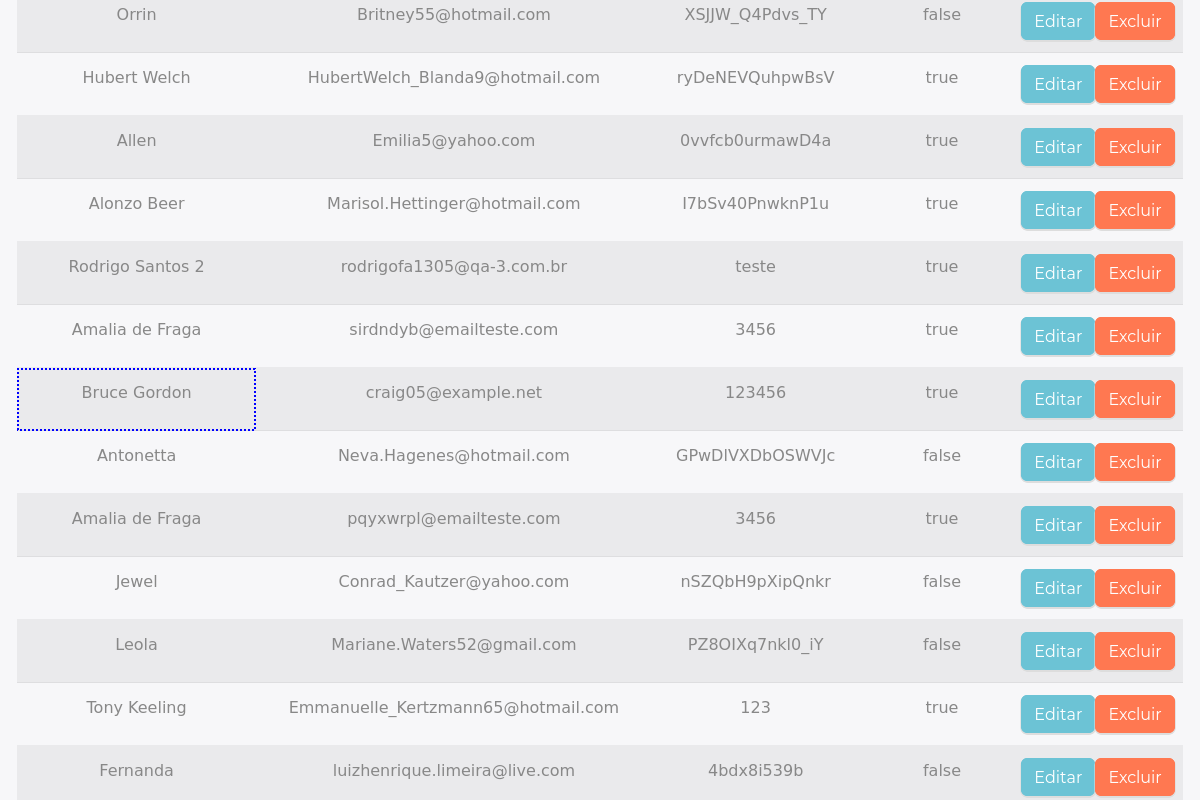 Orrin Britney55@hotmail.com XSJJW_Q4Pdvs_TY false Editar Excluir
Hubert Welch HubertWelch_Blanda9@hotmail.com ryDeNEVQuhpwBsV true Editar Excluir
Allen Emilia5@yahoo.com 0vvfcb0urmawD4a true Editar Excluir
Alonzo Beer Marisol.Hettinger@hotmail.com l7bSv40PnwknP1u true Editar Excluir
Rodrigo Santos 2 rodrigofa1305@qa-3.com.br teste true Editar Excluir
Amalia de Fraga sirdndyb@emailteste.com 3456 true Editar Excluir
Bruce Gordon craig05@example.net 123456 true Editar Excluir
Antonetta Neva.Hagenes@hotmail.com GPwDlVXDbOSWVJc false Editar Excluir
Amalia de Fraga pqyxwrpl@emailteste.com 3456 true Editar Excluir
Jewel Conrad_Kautzer@yahoo.com nSZQbH9pXipQnkr false Editar Excluir
Leola Mariane.Waters52@gmail.com PZ8OIXq7nkl0_iY false Editar Excluir
Tony Keeling Emmanuelle_Kertzmann65@hotmail.com 123 true Editar Excluir
Fernanda luizhenrique.limeira@live.com 4bdx8i539b false Editar Excluir